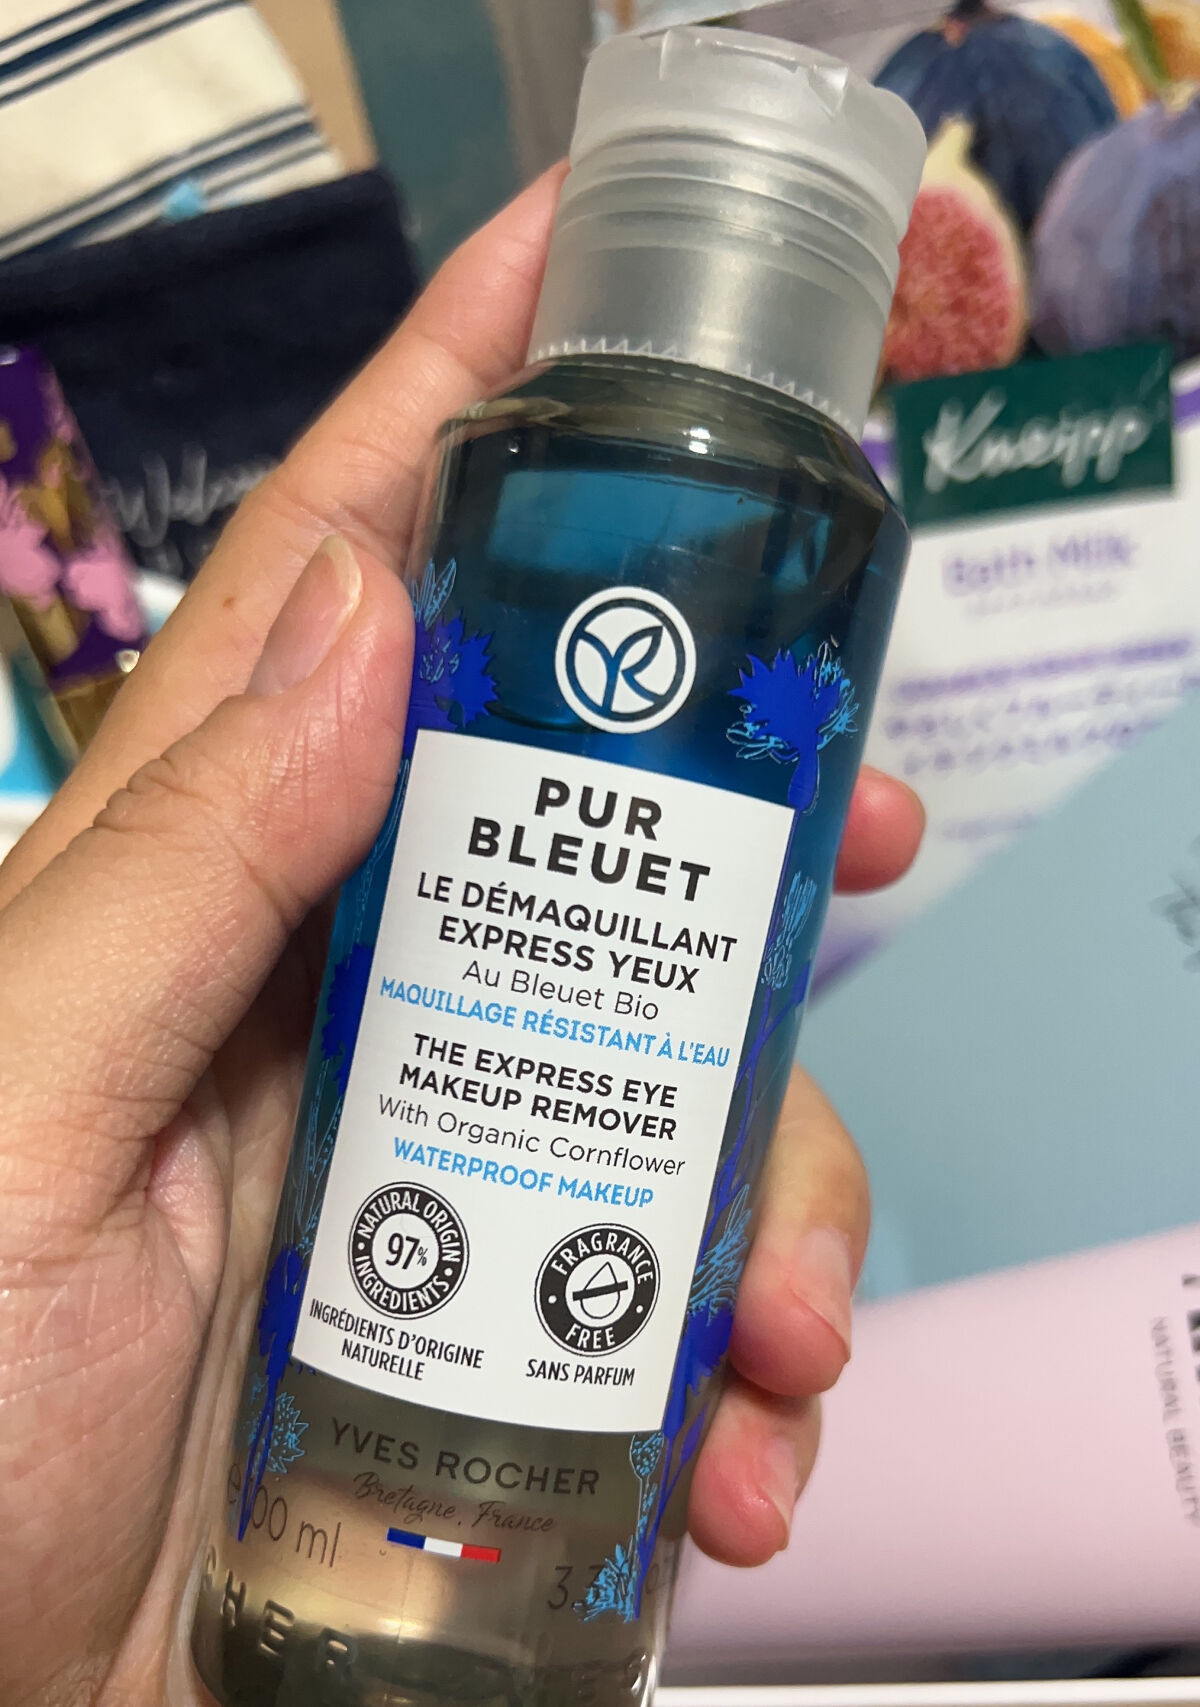 PUR
BLEUET
LE DÉMAQUILLANT
EXPRESS YEUX
Au Bleuet Bio
MAQUILLAGE RÉSISTANT À L'EAU
THE EXPRESS EYE
MAKEUP REMOVER
With Organic Cornflower
WATERPROOF MAKEUP
NATURAL ORIGIN
97%
INGREDIENTS
INGRÉDIENTS D'ORIGINE
NATURELLE
FRAGRANCE
FREE
SANS PARFUM
YVES ROCHER
Bretagne, France
ml
Kneipp
Bath Milk
NATURAL BEAUTY